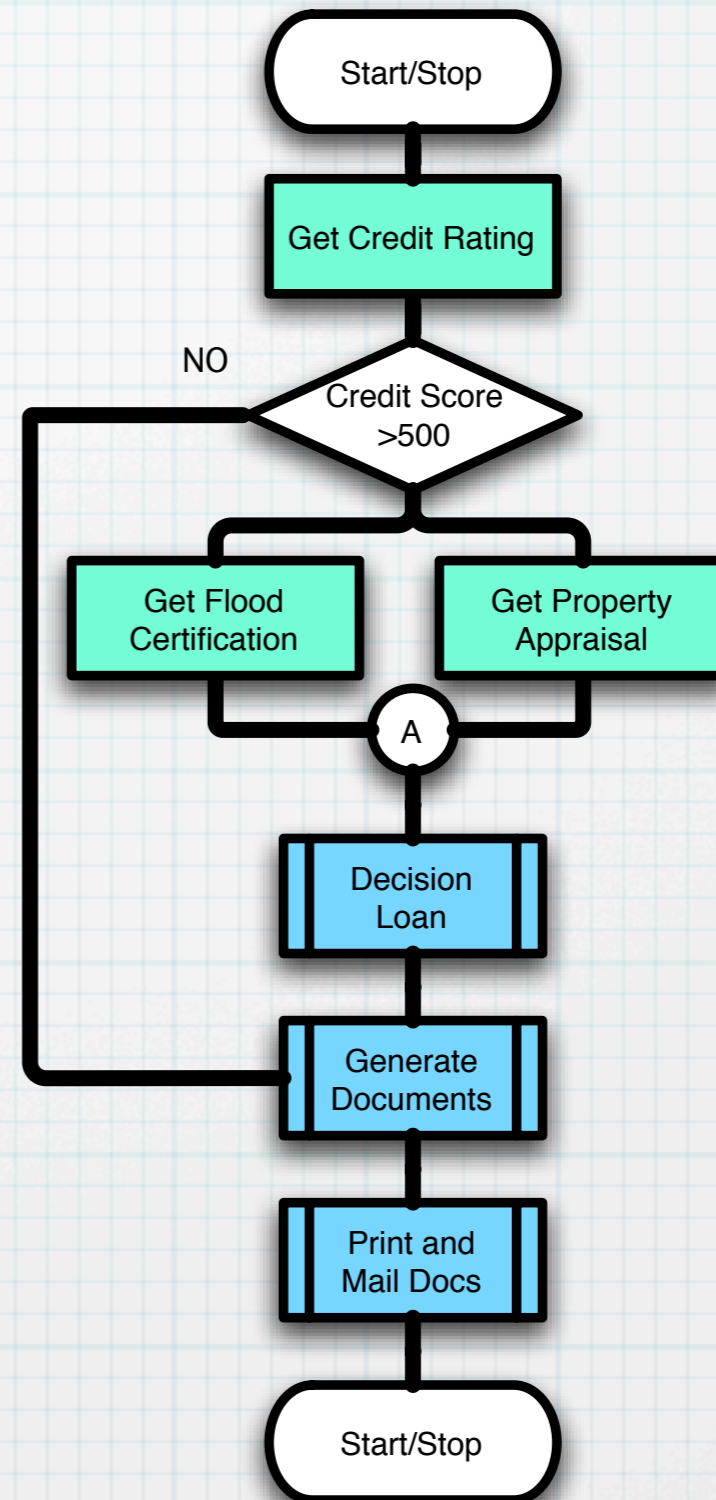 Start/Stop
Get Credit Rating
NO
Credit Score
>500
Get Flood
Certification
Get Property
Appraisal
A
Decision
Loan
Generate
Documents
Print and
Mail Docs
Start/Stop